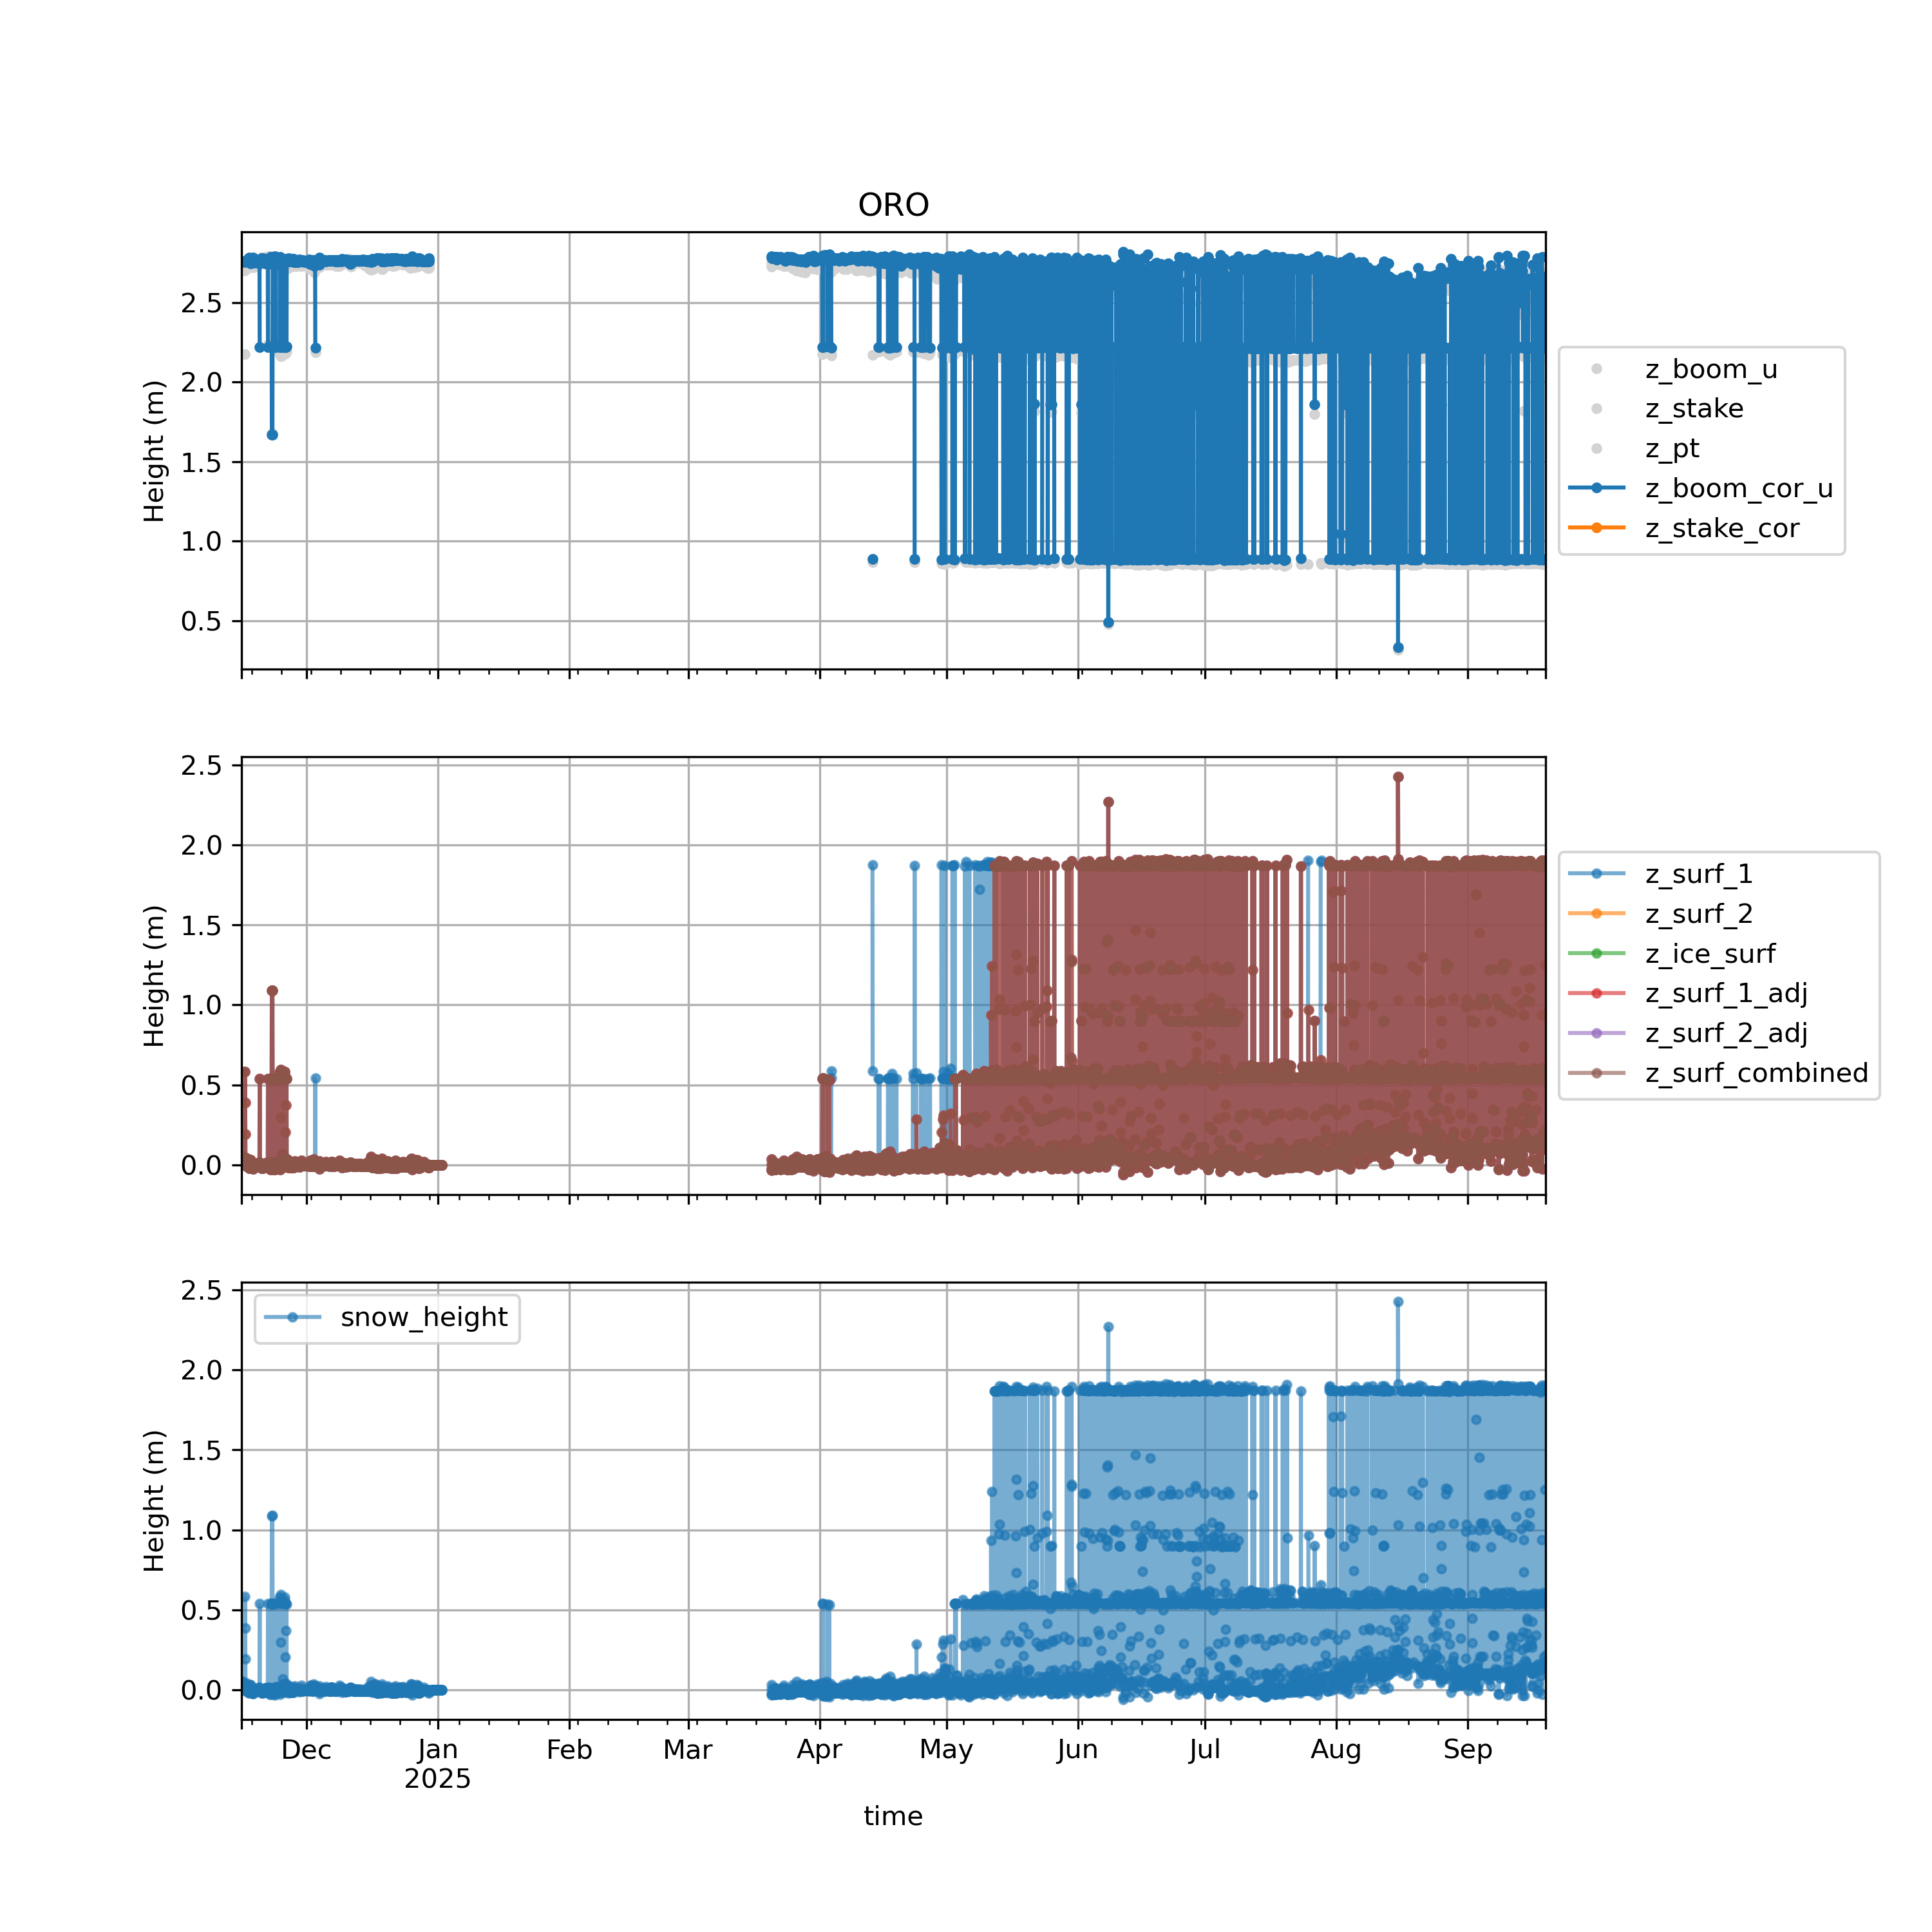 ORO
Height (m)
2.5
2.0
1.5
1.0
0.5
z_boom_u
z_stake
z_pt
z_boom_cor_u
z_stake_cor
Height (m)
2.5
2.0
1.5
1.0
0.5
0.0
z_surf_1
z_surf_2
z_ice_surf
z_surf_1_adj
z_surf_2_adj
z_surf_combined
Height (m)
2.5
2.0
1.5
1.0
0.5
0.0
snow_height
Dec Jan Feb Mar Apr May Jun Jul Aug Sep
2025
time